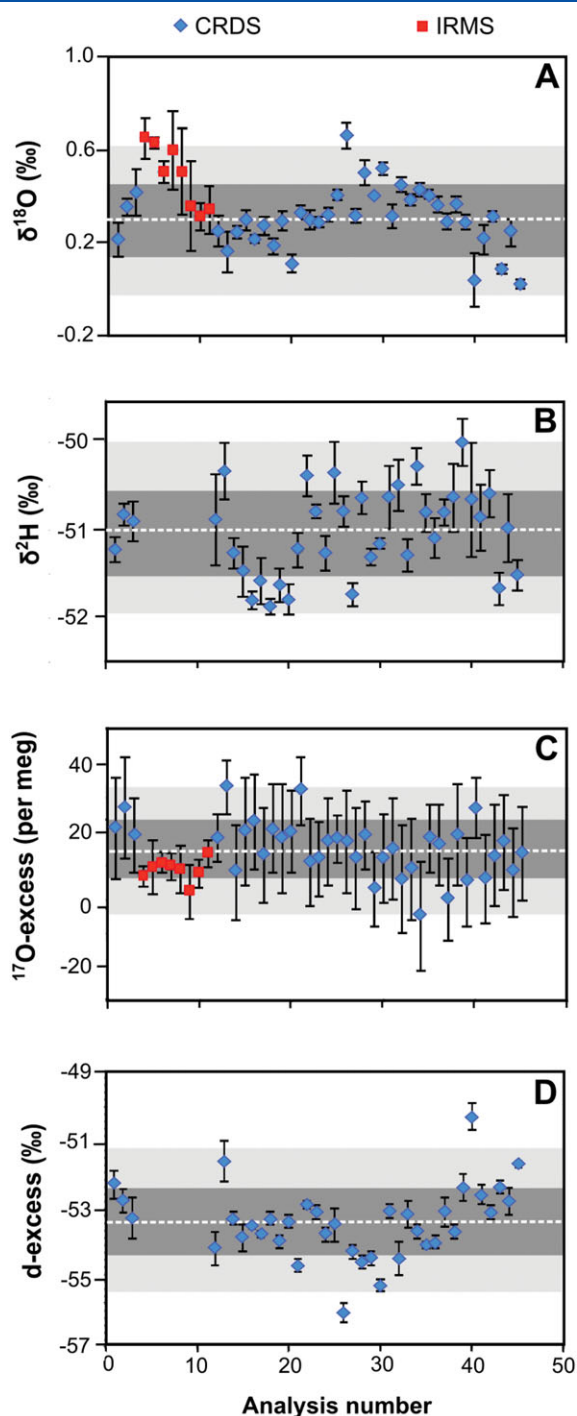 CRDS IRMS
A
δ¹⁸O (‰)
1.0
0.6
0.2
-0.2
B
δ²H (‰)
-50
-51
-52
C
¹⁷O-excess (per meg)
40
20
0
-20
D
d-excess (‰)
-49
-51
-53
-55
-57
0 10 20 30 40 50
Analysis number